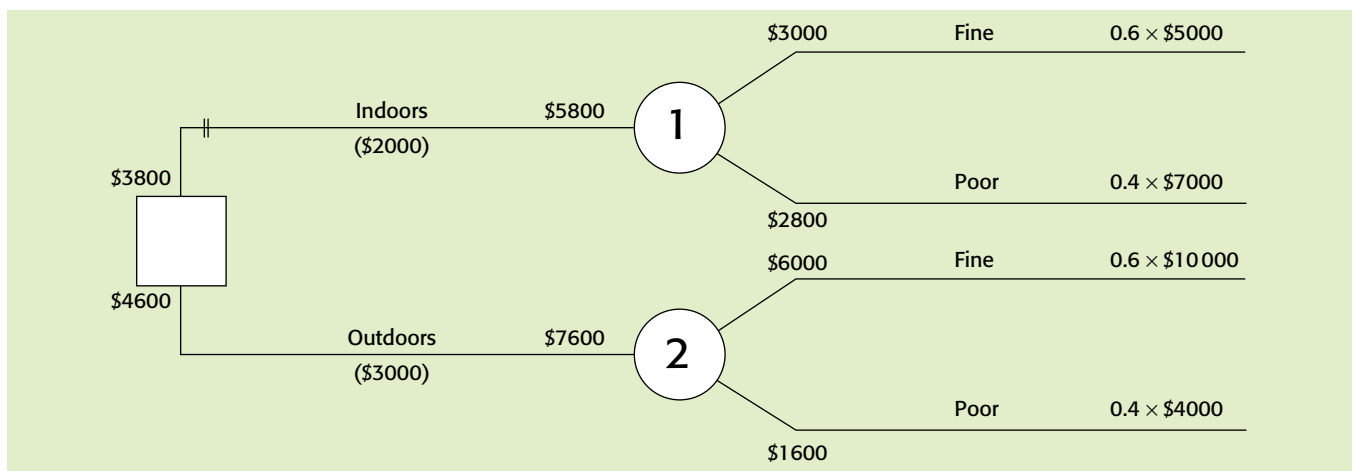 $3000 Fine 0.6 × $5000
Indoors $5800 1
($2000)
$3800 Poor 0.4 × $7000
$2800
$6000 Fine 0.6 × $10 000
$4600
Outdoors $7600 2
($3000)
Poor 0.4 × $4000
$1600